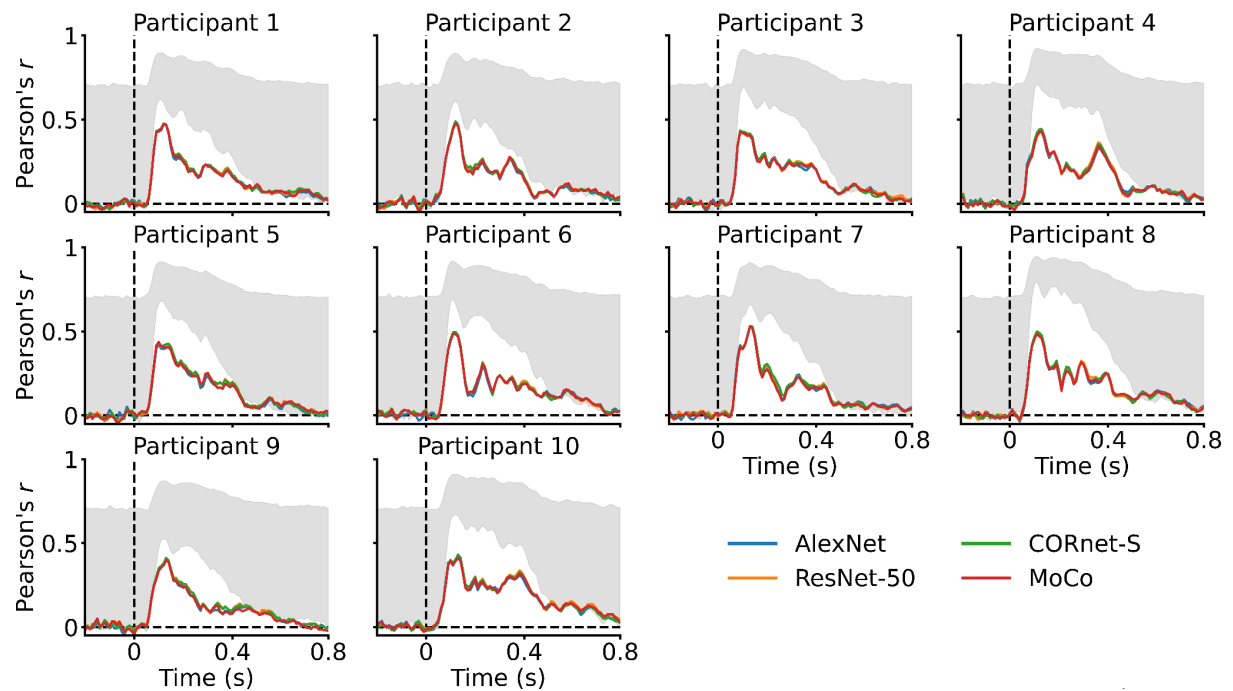 Participant 1
Participant 2
Participant 3
Participant 4
Pearson's r
1
0.5
0
Participant 5
Participant 6
Participant 7
Participant 8
Pearson's r
1
0.5
0
0 0.4 0.8
Time (s)
0 0.4 0.8
Time (s)
Participant 9
Participant 10
Pearson's r
1
0.5
0
0 0.4 0.8
Time (s)
0 0.4 0.8
Time (s)
AlexNet
CORnet-S
ResNet-50
MoCo